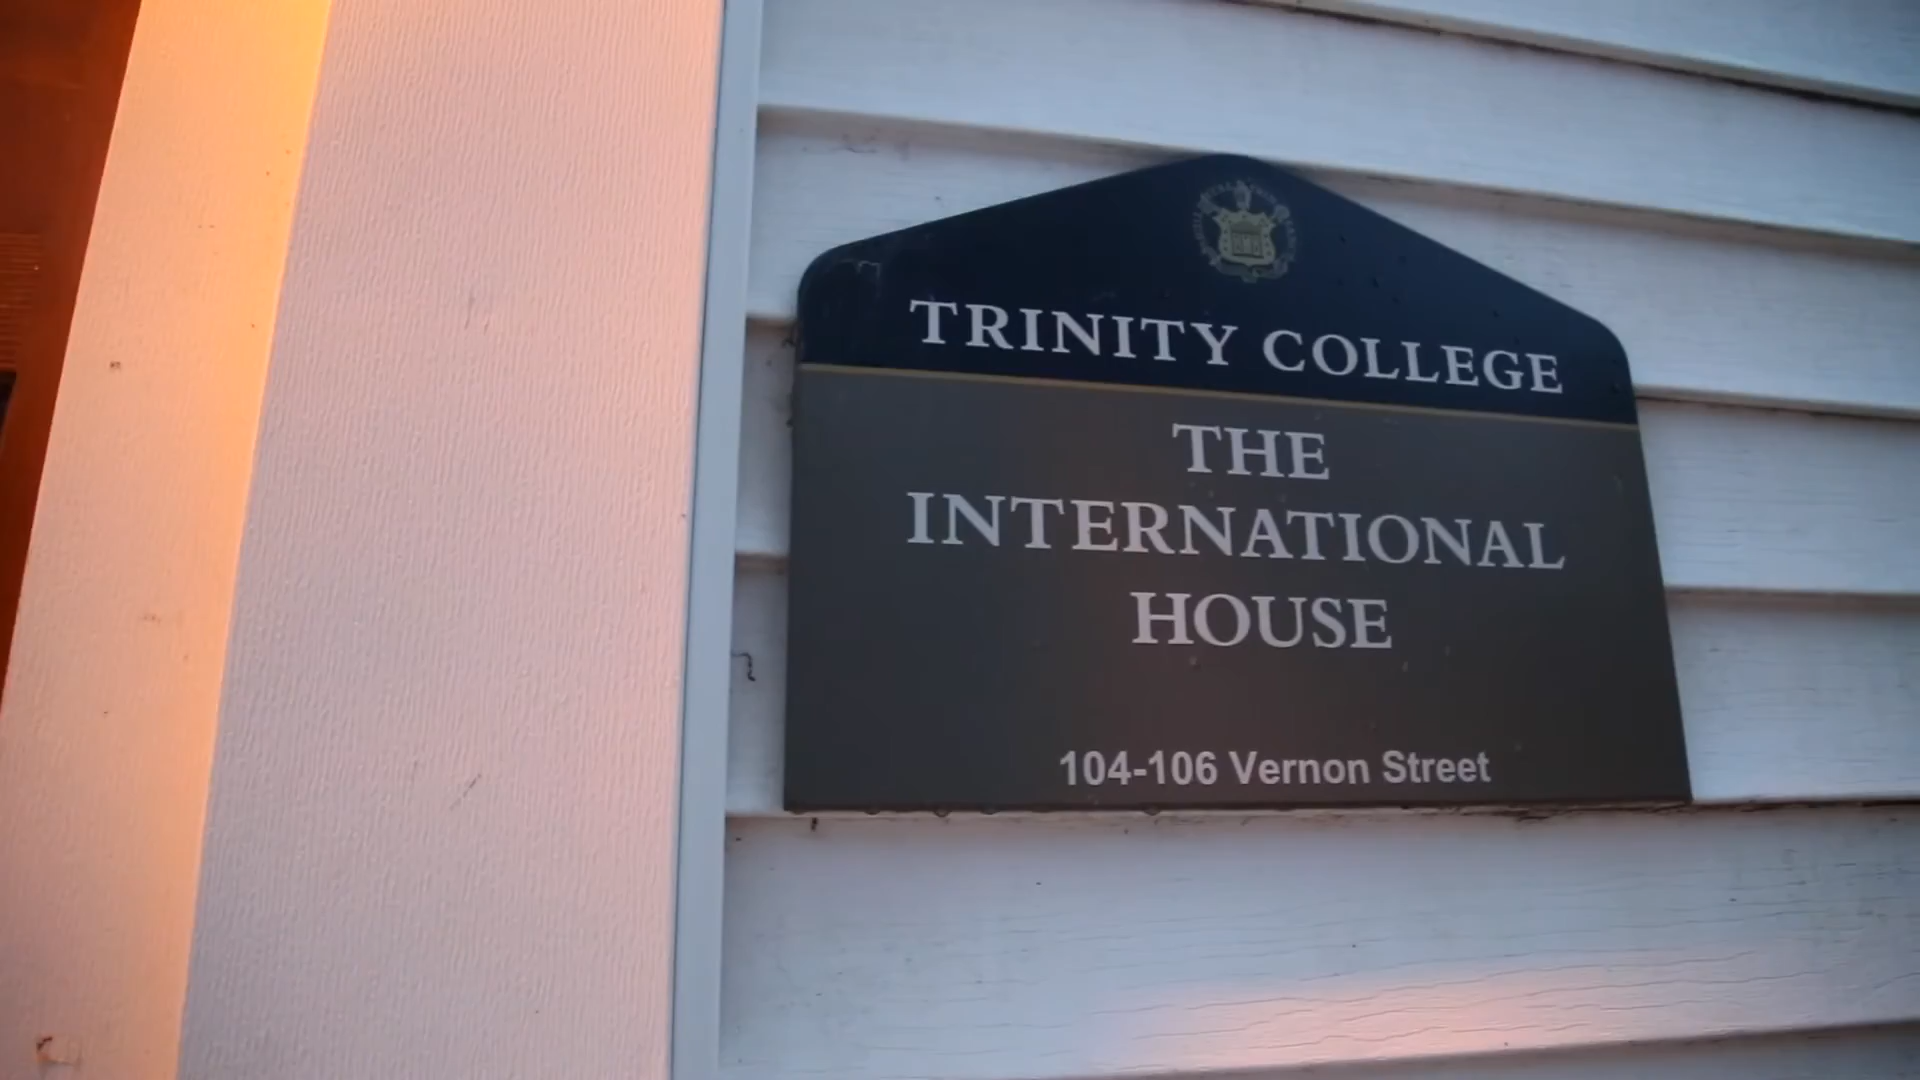 TRINITY COLLEGE
THE
INTERNATIONAL
HOUSE
104-106 Vernon Street